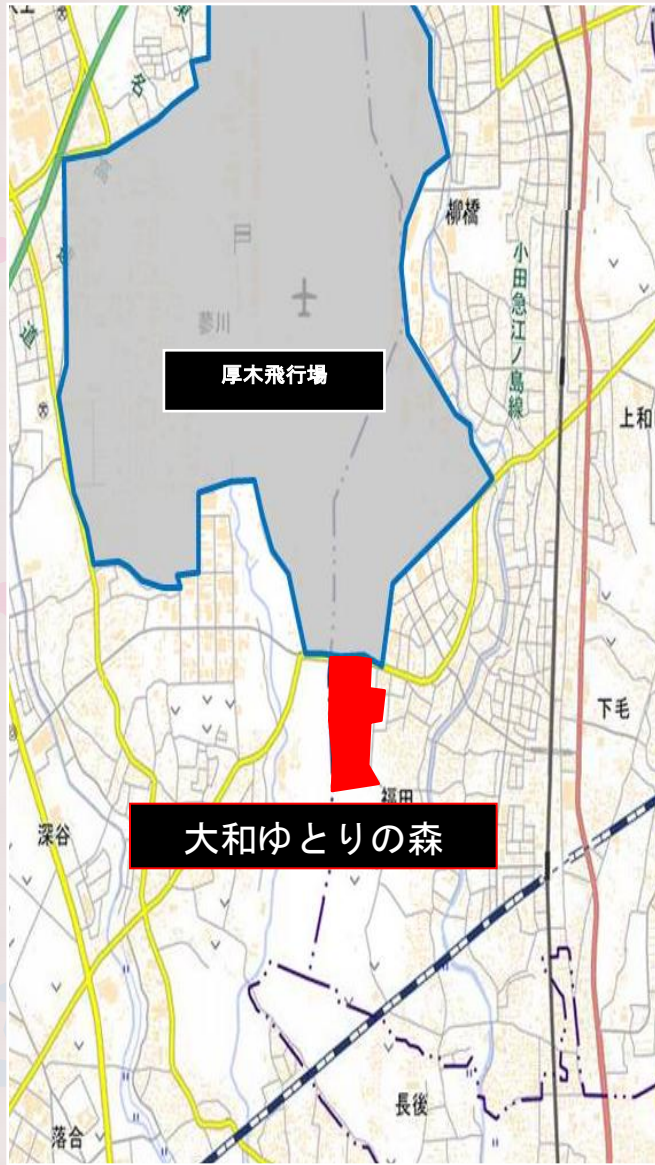 柳橋
小田急江ノ島線
蓼川
厚木飛行場
上和
下毛
福田
大和ゆとりの森
深谷
長後
落合